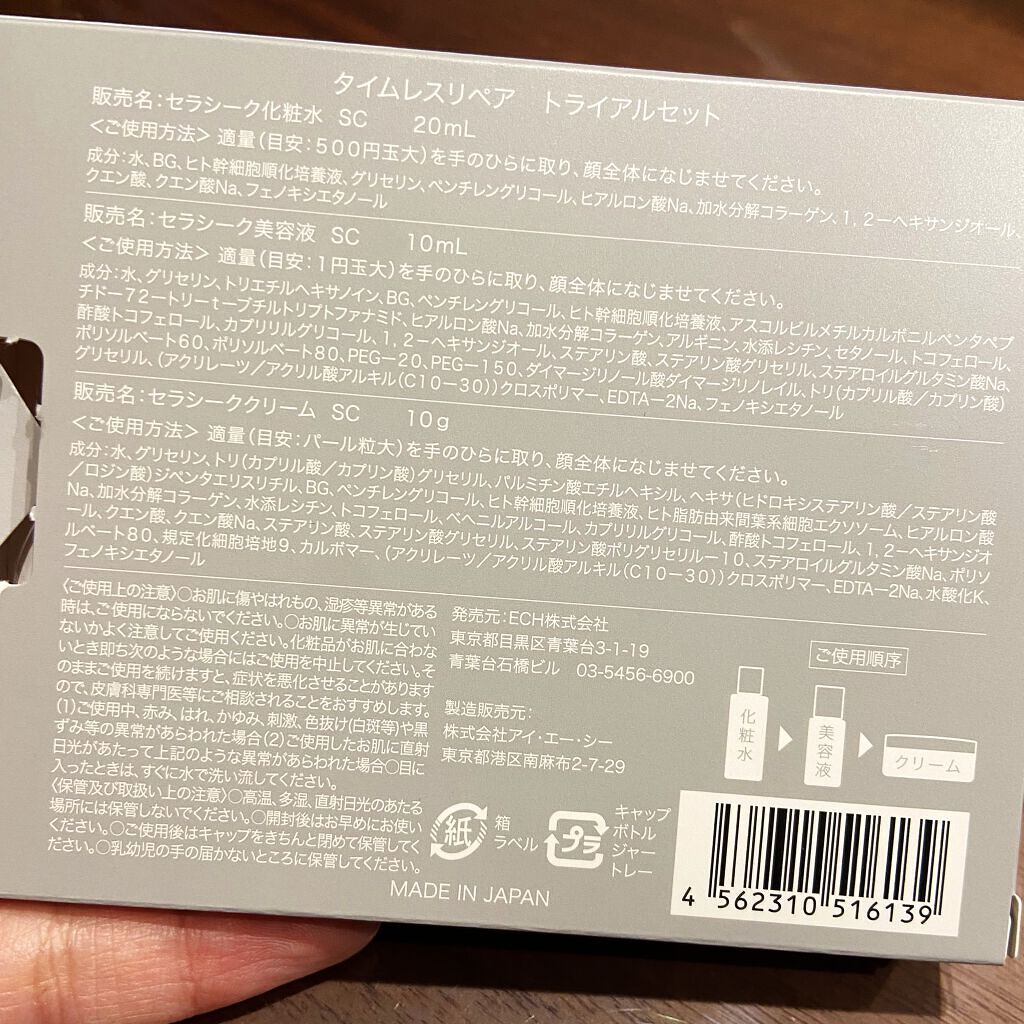 タイムレスリペア　トライアルセット
販売名：セラシーク化粧水　SC　20mL
＜ご使用方法＞ 適量（目安：500円玉大）を手のひらに取り、顔全体になじませてください。
成分：水、BG、ヒト幹細胞順化培養液、グリセリン、ペンチレングリコール、ヒアルロン酸Na、加水分解コラーゲン、1，2－ヘキサンジオール、
クエン酸、クエン酸Na、フェノキシエタノール
販売名：セラシーク美容液　SC　10mL
＜ご使用方法＞ 適量（目安：1円玉大）を手のひらに取り、顔全体になじませてください。
成分：水、グリセリン、トリエチルヘキサノイン、BG、ペンチレングリコール、ヒト幹細胞順化培養液、アスコルビルメチルカルボニルペンタペプ
チドー72ートリーtーブチルトリプトファナミド、ヒアルロン酸Na、加水分解コラーゲン、アルギニン、水添レシチン、セタノール、トコフェロール、
酢酸トコフェロール、カプリリルグリコール、1，2－ヘキサンジオール、ステアリン酸、ステアリン酸グリセリル、ステアロイルグルタミン酸Na、
ポリソルベート60、ポリソルベート80、PEG－20、PEG－150、ダイマージリノール酸ダイマージリノレイル、トリ（カプリル酸／カプリン酸）
グリセリル、（アクリレーツ／アクリル酸アルキル（C10－30））クロスポリマー、EDTA－2Na、フェノキシエタノール
販売名：セラシーククリーム　SC　10g
＜ご使用方法＞ 適量（目安：パール粒大）を手のひらに取り、顔全体になじませてください。
成分：水、グリセリン、トリ（カプリル酸／カプリン酸）グリセリル、パルミチン酸エチルヘキシル、ヘキサ（ヒドロキシステアリン酸／ステアリン酸
／ロジン酸）ジペンタエリスリチル、BG、ペンチレングリコール、ヒト幹細胞順化培養液、ヒト脂肪由来間葉系細胞エクソソーム、ヒアルロン酸
Na、加水分解コラーゲン、水添レシチン、トコフェロール、ベヘニルアルコール、カプリリルグリコール、酢酸トコフェロール、1，2－ヘキサンジオ
ール、クエン酸、クエン酸Na、ステアリン酸、ステアリン酸グリセリル、ステアリン酸ポリグリセリルー10、ステアロイルグルタミン酸Na、ポリソ
ルベート80、規定化細胞培地9、カルボマー、（アクリレーツ／アクリル酸アルキル（C10－30））クロスポリマー、EDTA－2Na、水酸化K、
フェノキシエタノール
〈ご使用上の注意〉○お肌に傷やはれもの、湿疹等異常がある
時は、ご使用にならないでください。○お肌に異常が生じてい
ないかよく注意してご使用ください。化粧品がお肌に合わな
いとき即ち次のような場合にはご使用を中止してください。そ
のままご使用を続けますと、症状を悪化させることがあります
ので、皮膚科専門医等にご相談されることをおすすめします。
（1）ご使用中、赤み、はれ、かゆみ、刺激、色抜け（白斑等）や黒
ずみ等の異常があらわれた場合（2）ご使用したお肌に直射
日光があたって上記のような異常があらわれた場合○目に
入ったときは、すぐに水で洗い流してください。
〈保管及び取扱い上の注意〉○高温、多湿、直射日光のあたる
場所には保管しないでください。○開封後はお早めにお使い
ください。○ご使用後はキャップをきちんと閉めて保管してく
ださい。○乳幼児の手の届かないところに保管してください。
発売元：ECH株式会社
東京都目黒区青葉台3-1-19
青葉台石橋ビル　03-5456-6900
製造販売元：
株式会社アイ・エー・シー
東京都港区南麻布2-7-29
ご使用順序
化粧水
美容液
クリーム
紙
箱
ラベル
プラ
キャップ
ボトル
ジャー
トレー
MADE IN JAPAN
4 562310 516139